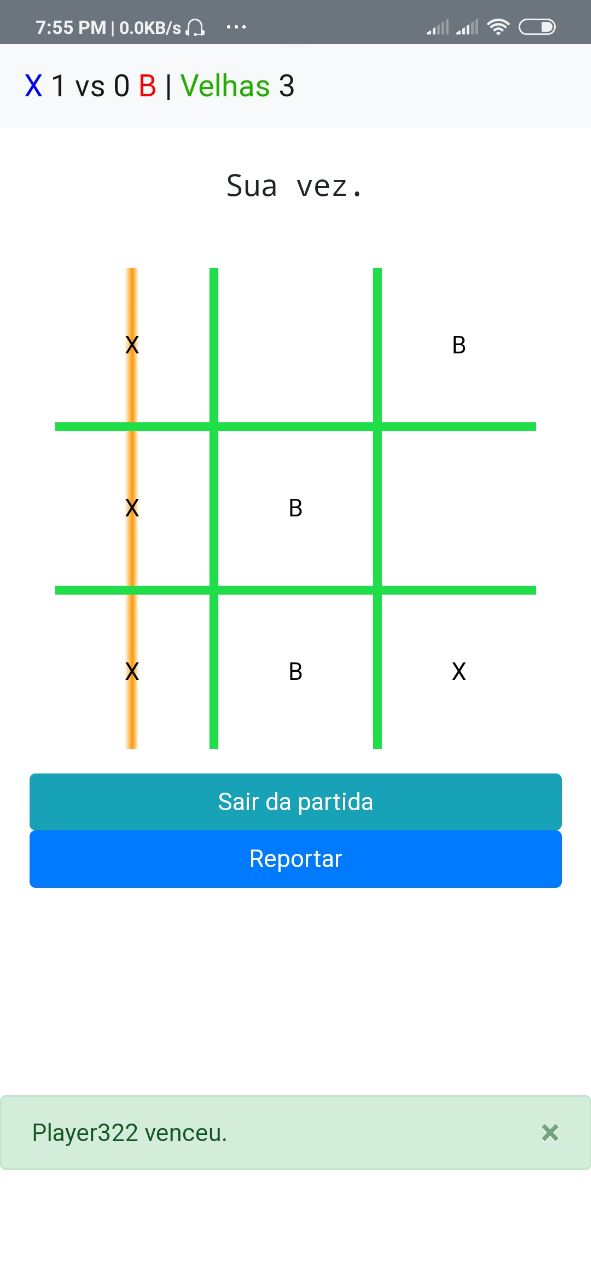 7:55 PM | 0.0KB/s ...
X 1 vs 0 B | Velhas 3
Sua vez.
X B
X B
X B X
Sair da partida
Reportar
Player322 venceu. ×